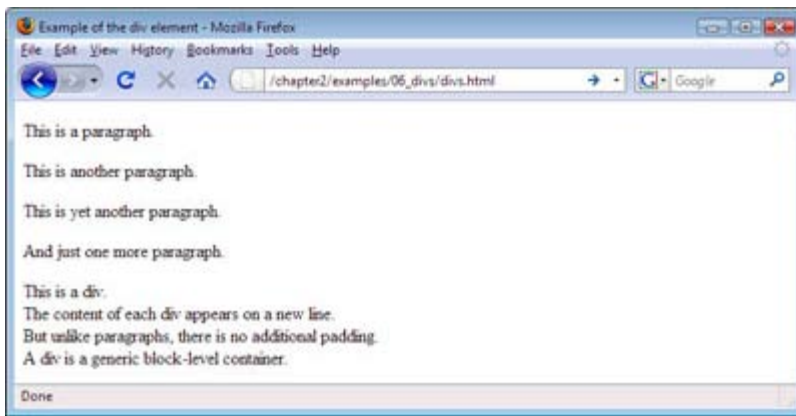 Example of the div element - Mozilla Firefox
File Edit View History Bookmarks Tools Help
/chapter2/examples/06_divs/divs.html
G Google
This is a paragraph.
This is another paragraph.
This is yet another paragraph.
And just one more paragraph.
This is a div.
The content of each div appears on a new line.
But unlike paragraphs, there is no additional padding.
A div is a generic block-level container.
Done